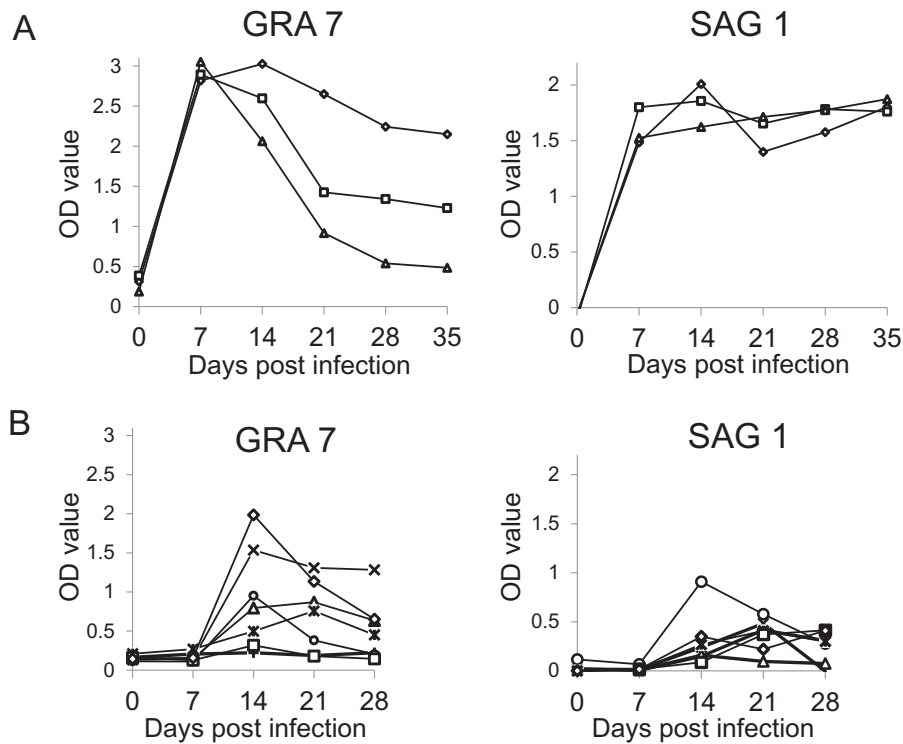 A
GRA 7
SAG 1
OD value
3
2.5
2
1.5
1
0.5
0
0 7 14 21 28 35
Days post infection
OD value
2
1.5
1
0.5
0
0 7 14 21 28 35
Days post infection
B
GRA 7
SAG 1
OD value
3
2.5
2
1.5
1
0.5
0
0 7 14 21 28
Days post infection
OD value
2
1.5
1
0.5
0
0 7 14 21 28
Days post infection